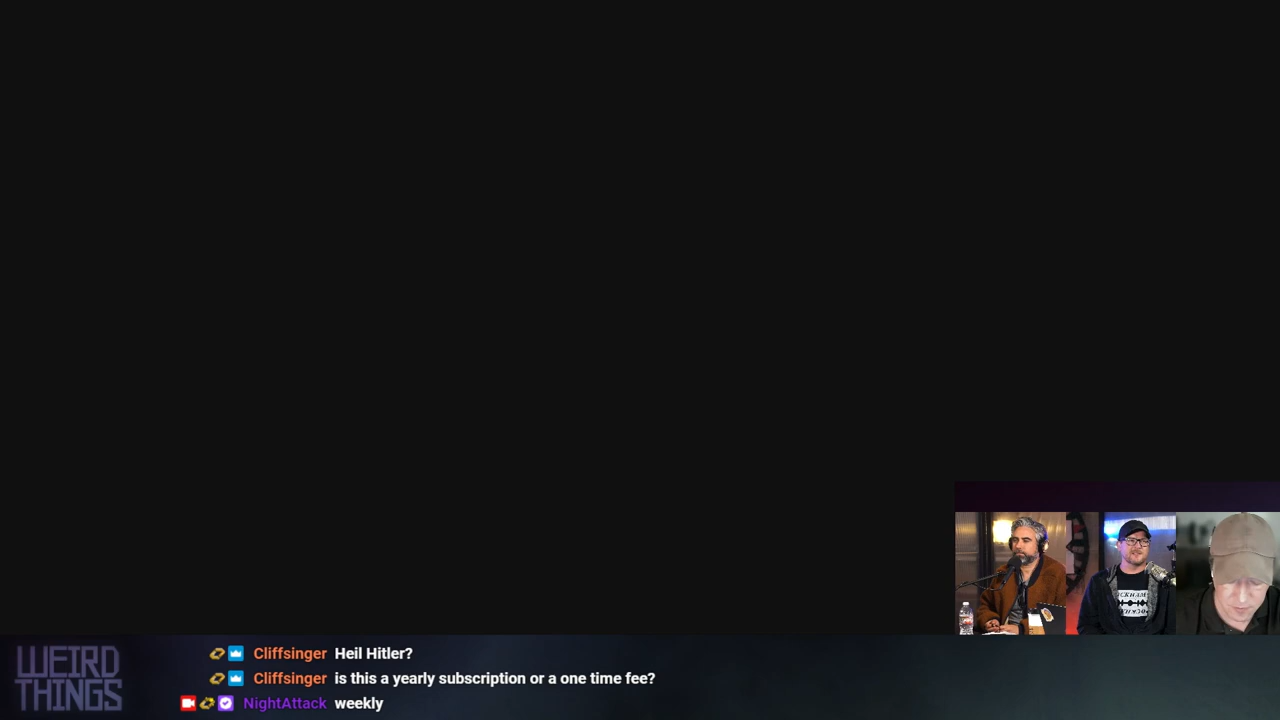 WEIRD
THINGS
Cliffsinger Heil Hitler?
Cliffsinger is this a yearly subscription or a one time fee?
NightAttack weekly